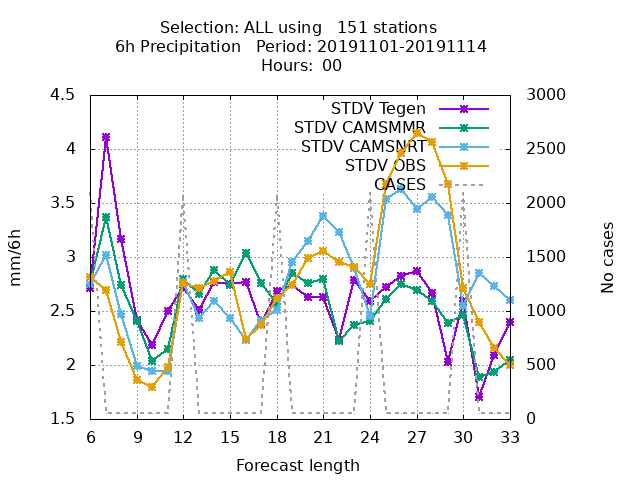 Selection: ALL using   151 stations
6h Precipitation   Period: 20191101-20191114
Hours:  00
4.5
4
3.5
3
2.5
2
1.5
mm/6h
3000
2500
2000
1500
1000
500
0
No cases
STDV Tegen
STDV CAMSMMR
STDV CAMSNRT
STDV OBS
CASES
6 9 12 15 18 21 24 27 30 33
Forecast length